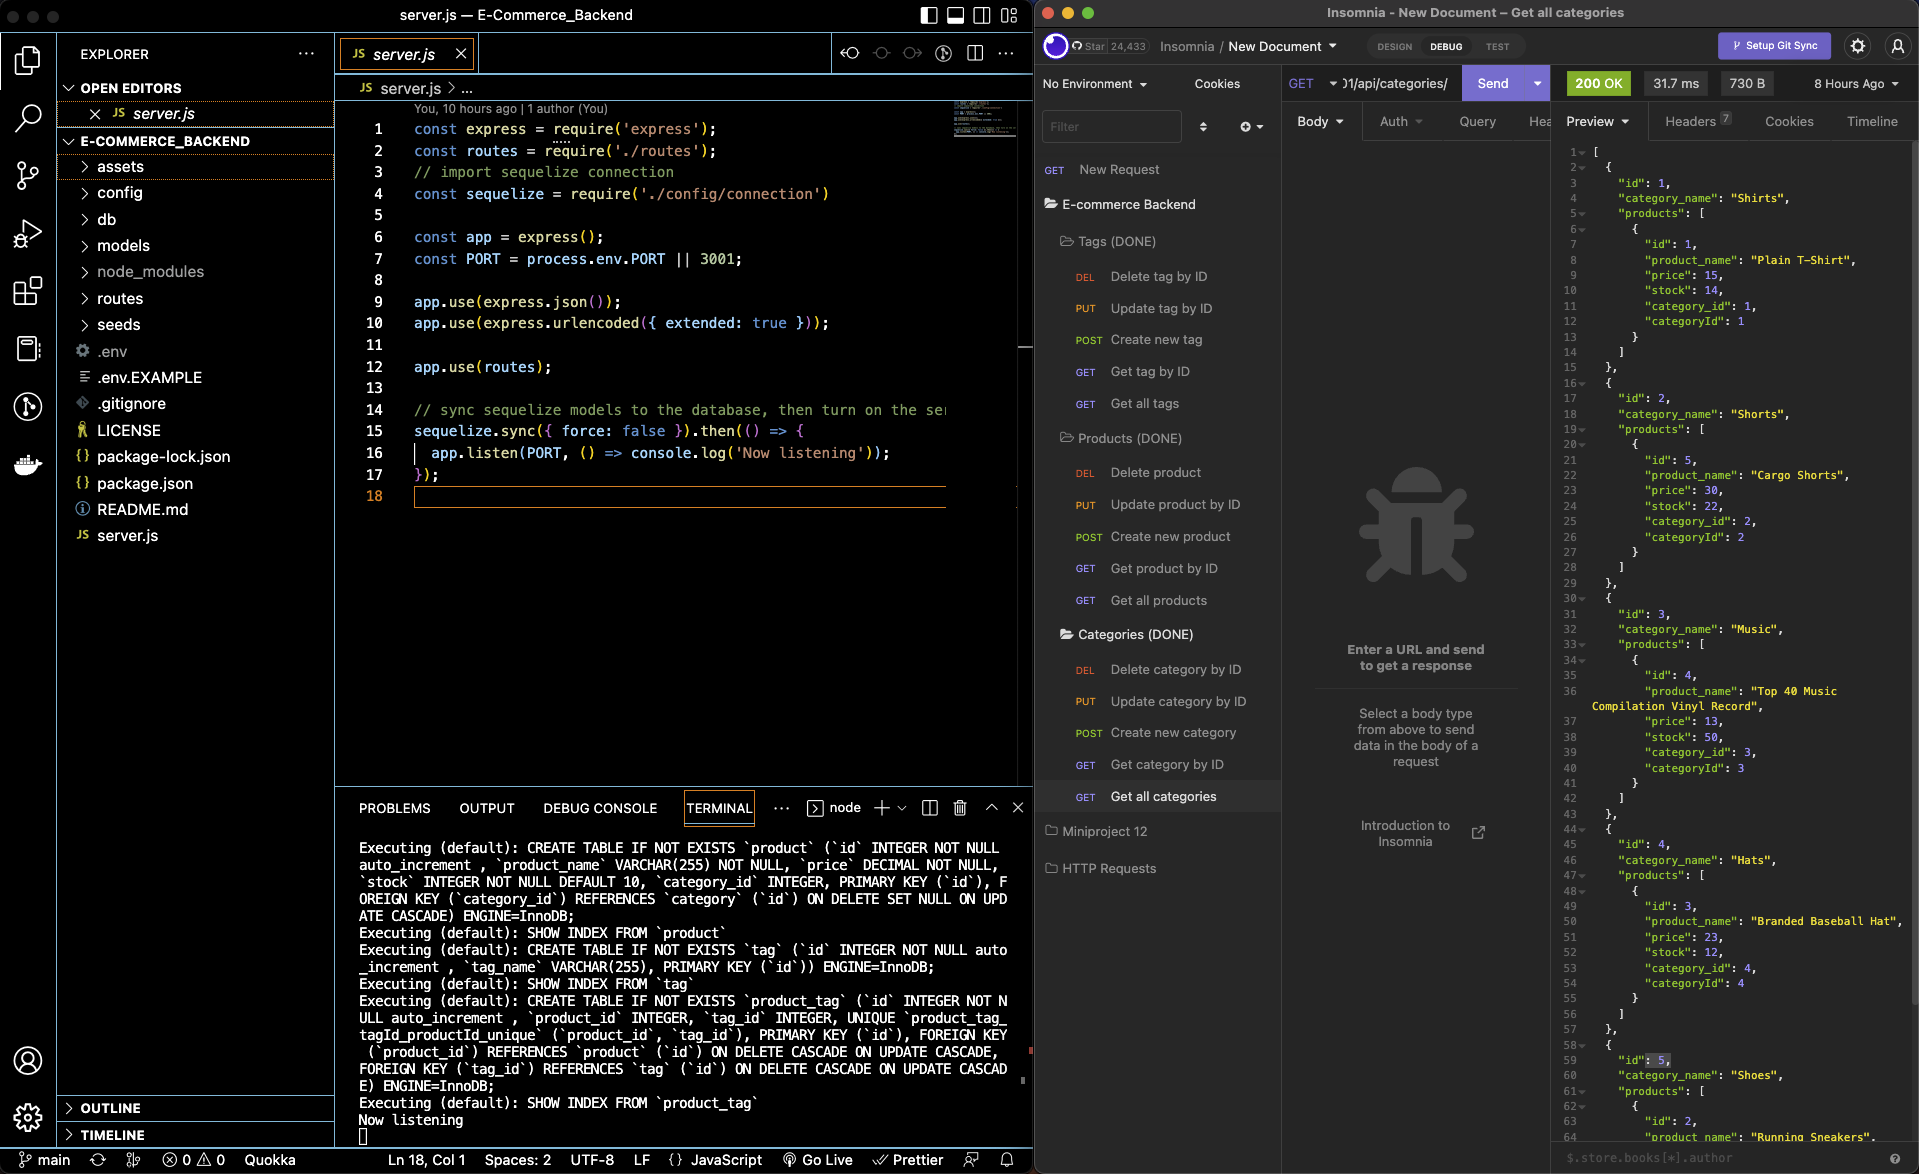 server.js — E-Commerce_Backend
EXPLORER
OPEN EDITORS
JS server.js
E-COMMERCE_BACKEND
assets
config
db
models
node_modules
routes
seeds
.env
.env.EXAMPLE
.gitignore
LICENSE
{} package-lock.json
{} package.json
README.md
JS server.js
OUTLINE
TIMELINE
JS server.js
JS server.js > ...
You, 10 hours ago | 1 author (You)
1 const express = require('express');
2 const routes = require('./routes');
3 // import sequelize connection
4 const sequelize = require('./config/connection')
5
6 const app = express();
7 const PORT = process.env.PORT || 3001;
8
9 app.use(express.json());
10 app.use(express.urlencoded({ extended: true }));
11
12 app.use(routes);
13
14 // sync sequelize models to the database, then turn on the ser
15 sequelize.sync({ force: false }).then(() => {
16 app.listen(PORT, () => console.log('Now listening'));
17 });
18
PROBLEMS OUTPUT DEBUG CONSOLE TERMINAL ... node
Executing (default): CREATE TABLE IF NOT EXISTS `product` (`id` INTEGER NOT NULL
auto_increment , `product_name` VARCHAR(255) NOT NULL, `price` DECIMAL NOT NULL,
`stock` INTEGER NOT NULL DEFAULT 10, `category_id` INTEGER, PRIMARY KEY (`id`), F
OREIGN KEY (`category_id`) REFERENCES `category` (`id`) ON DELETE SET NULL ON UPD
ATE CASCADE) ENGINE=InnoDB;
Executing (default): SHOW INDEX FROM `product`
Executing (default): CREATE TABLE IF NOT EXISTS `tag` (`id` INTEGER NOT NULL auto
_increment , `tag_name` VARCHAR(255), PRIMARY KEY (`id`)) ENGINE=InnoDB;
Executing (default): SHOW INDEX FROM `tag`
Executing (default): CREATE TABLE IF NOT EXISTS `product_tag` (`id` INTEGER NOT N
ULL auto_increment , `product_id` INTEGER, `tag_id` INTEGER, UNIQUE `product_tag_
tagId_productId_unique` (`product_id`, `tag_id`), PRIMARY KEY (`id`), FOREIGN KEY
(`product_id`) REFERENCES `product` (`id`) ON DELETE CASCADE ON UPDATE CASCADE,
FOREIGN KEY (`tag_id`) REFERENCES `tag` (`id`) ON DELETE CASCADE ON UPDATE CASCAD
E) ENGINE=InnoDB;
Executing (default): SHOW INDEX FROM `product_tag`
Now listening
main 0 0 Quokka Ln 18, Col 1 Spaces: 2 UTF-8 LF {} JavaScript Go Live Prettier
Insomnia - New Document – Get all categories
Star 24,433 Insomnia / New Document DESIGN DEBUG TEST Setup Git Sync
No Environment Cookies
Filter
GET New Request
E-commerce Backend
Tags (DONE)
DEL Delete tag by ID
PUT Update tag by ID
POST Create new tag
GET Get tag by ID
GET Get all tags
Products (DONE)
DEL Delete product
PUT Update product by ID
POST Create new product
GET Get product by ID
GET Get all products
Categories (DONE)
DEL Delete category by ID
PUT Update category by ID
POST Create new category
GET Get category by ID
GET Get all categories
Miniproject 12
HTTP Requests
GET 01/api/categories/ Send
Body Auth Query Hea
Enter a URL and send
to get a response
Select a body type
from above to send
data in the body of a
request
Introduction to
Insomnia
200 OK 31.7 ms 730 B 8 Hours Ago
Preview Headers 7 Cookies Timeline
1 [
2 {
3 "id": 1,
4 "category_name": "Shirts",
5 "products": [
6 {
7 "id": 1,
8 "product_name": "Plain T-Shirt",
9 "price": 15,
10 "stock": 14,
11 "category_id": 1,
12 "categoryId": 1
13 }
14 ]
15 },
16 {
17 "id": 2,
18 "category_name": "Shorts",
19 "products": [
20 {
21 "id": 5,
22 "product_name": "Cargo Shorts",
23 "price": 30,
24 "stock": 22,
25 "category_id": 2,
26 "categoryId": 2
27 }
28 ]
29 },
30 {
31 "id": 3,
32 "category_name": "Music",
33 "products": [
34 {
35 "id": 4,
36 "product_name": "Top 40 Music
Compilation Vinyl Record",
37 "price": 13,
38 "stock": 50,
39 "category_id": 3,
40 "categoryId": 3
41 }
42 ]
43 },
44 {
45 "id": 4,
46 "category_name": "Hats",
47 "products": [
48 {
49 "id": 3,
50 "product_name": "Branded Baseball Hat",
51 "price": 23,
52 "stock": 12,
53 "category_id": 4,
54 "categoryId": 4
55 }
56 ]
57 },
58 {
59 "id": 5,
60 "category_name": "Shoes",
61 "products": [
62 {
63 "id": 2,
64 "product_name": "Running Sneakers",
$.store.books[*].author